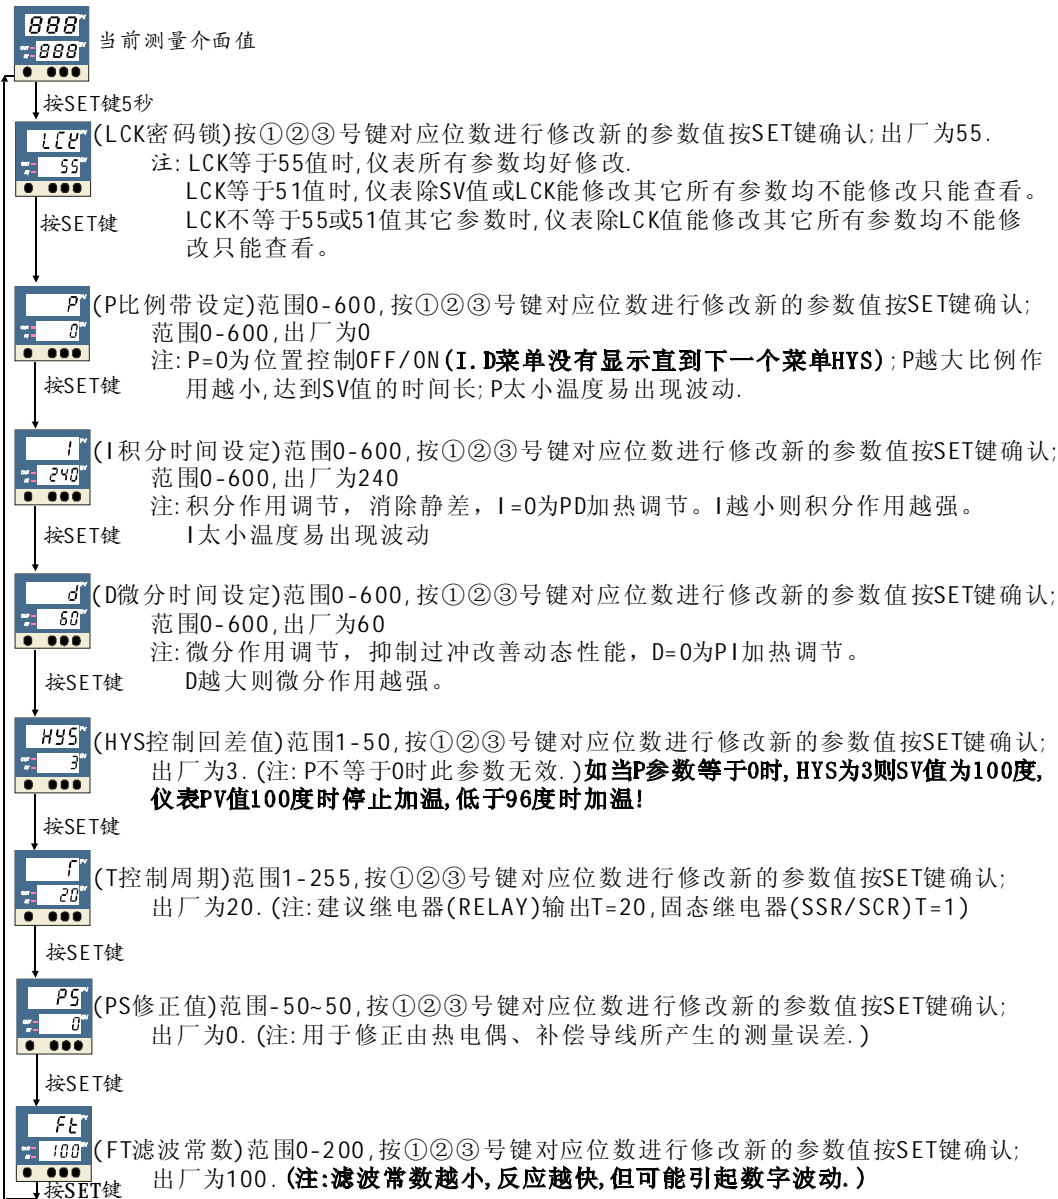 888 PV
OUT AT 888 SV
当前测量介面值
按SET键5秒
LCK PV
(LCK密码锁)按①②③号键对应位数进行修改新的参数值按SET键确认;出厂为55.
55
注:LCK等于55值时,仪表所有参数均好修改.
LCK等于51值时,仪表除SV值或LCK能修改其它所有参数均不能修改只能查看。
按SET键
LCK不等于55或51值其它参数时,仪表除LCK值能修改其它所有参数均不能修
改只能查看。
P
(P比例带设定)范围0-600,按①②③号键对应位数进行修改新的参数值按SET键确认;
0
范围0-600,出厂为0
注:P=0为位置控制OFF/ON(I.D菜单没有显示直到下一个菜单HYS);P越大比例作
按SET键
用越小,达到SV值的时间长;P太小温度易出现波动.
I
(I积分时间设定)范围0-600,按①②③号键对应位数进行修改新的参数值按SET键确认;
240
范围0-600,出厂为240
注:积分作用调节，消除静差，I=0为PD加热调节。I越小则积分作用越强。
按SET键
I太小温度易出现波动
d
(D微分时间设定)范围0-600,按①②③号键对应位数进行修改新的参数值按SET键确认;
60
范围0-600,出厂为60
注:微分作用调节，抑制过冲改善动态性能，D=0为PI加热调节。
按SET键
D越大则微分作用越强。
HYS
(HYS控制回差值)范围1-50,按①②③号键对应位数进行修改新的参数值按SET键确认;
3
出厂为3.(注:P不等于0时此参数无效.)如当P参数等于0时,HYS为3则SV值为100度,
仪表PV值100度时停止加温,低于96度时加温!
按SET键
T
(T控制周期)范围1-255,按①②③号键对应位数进行修改新的参数值按SET键确认;
20
出厂为20.(注:建议继电器(RELAY)输出T=20,固态继电器(SSR/SCR)T=1)
按SET键
PS
(PS修正值)范围-50~50,按①②③号键对应位数进行修改新的参数值按SET键确认;
0
出厂为0.(注:用于修正由热电偶、补偿导线所产生的测量误差.)
按SET键
Ft
(FT滤波常数)范围0-200,按①②③号键对应位数进行修改新的参数值按SET键确认;
100
出厂为100.(注:滤波常数越小,反应越快,但可能引起数字波动.)
按SET键